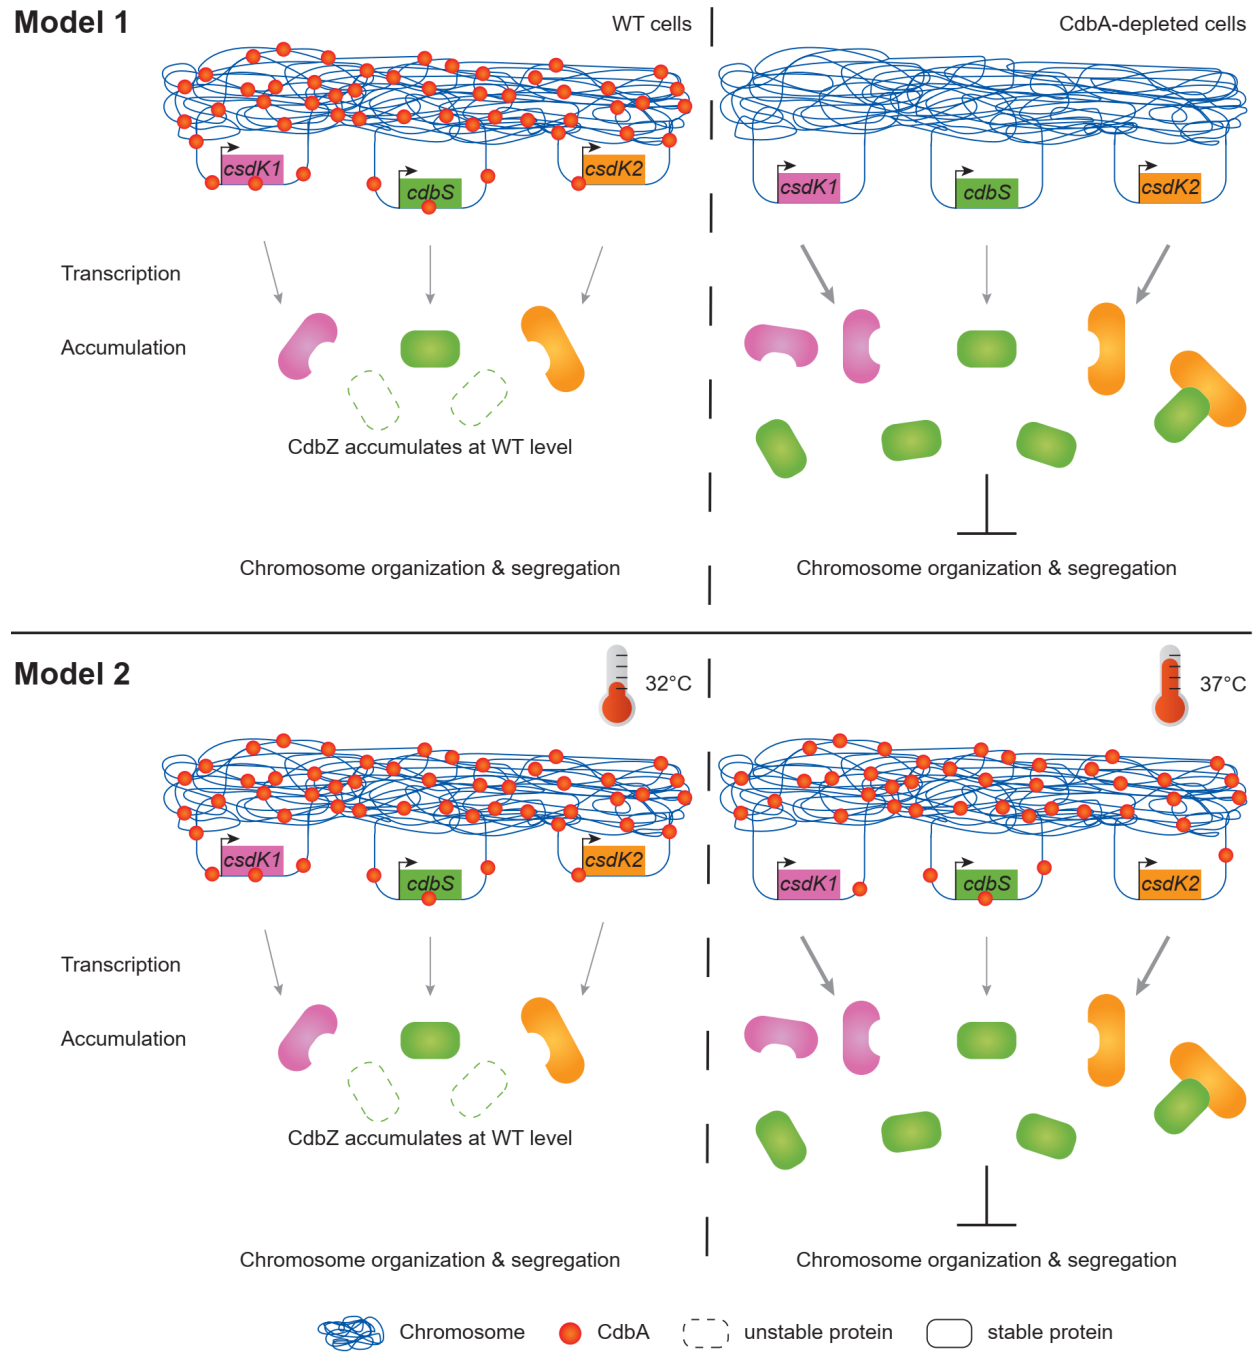 Model 1
WT cells
CdbA-depleted cells
csdK1
cdbS
csdK2
csdK1
cdbS
csdK2
Transcription
Accumulation
CdbZ accumulates at WT level
Chromosome organization & segregation
Chromosome organization & segregation
Model 2
32°C
37°C
csdK1
cdbS
csdK2
csdK1
cdbS
csdK2
Transcription
Accumulation
CdbZ accumulates at WT level
Chromosome organization & segregation
Chromosome organization & segregation
Chromosome
CdbA
unstable protein
stable protein